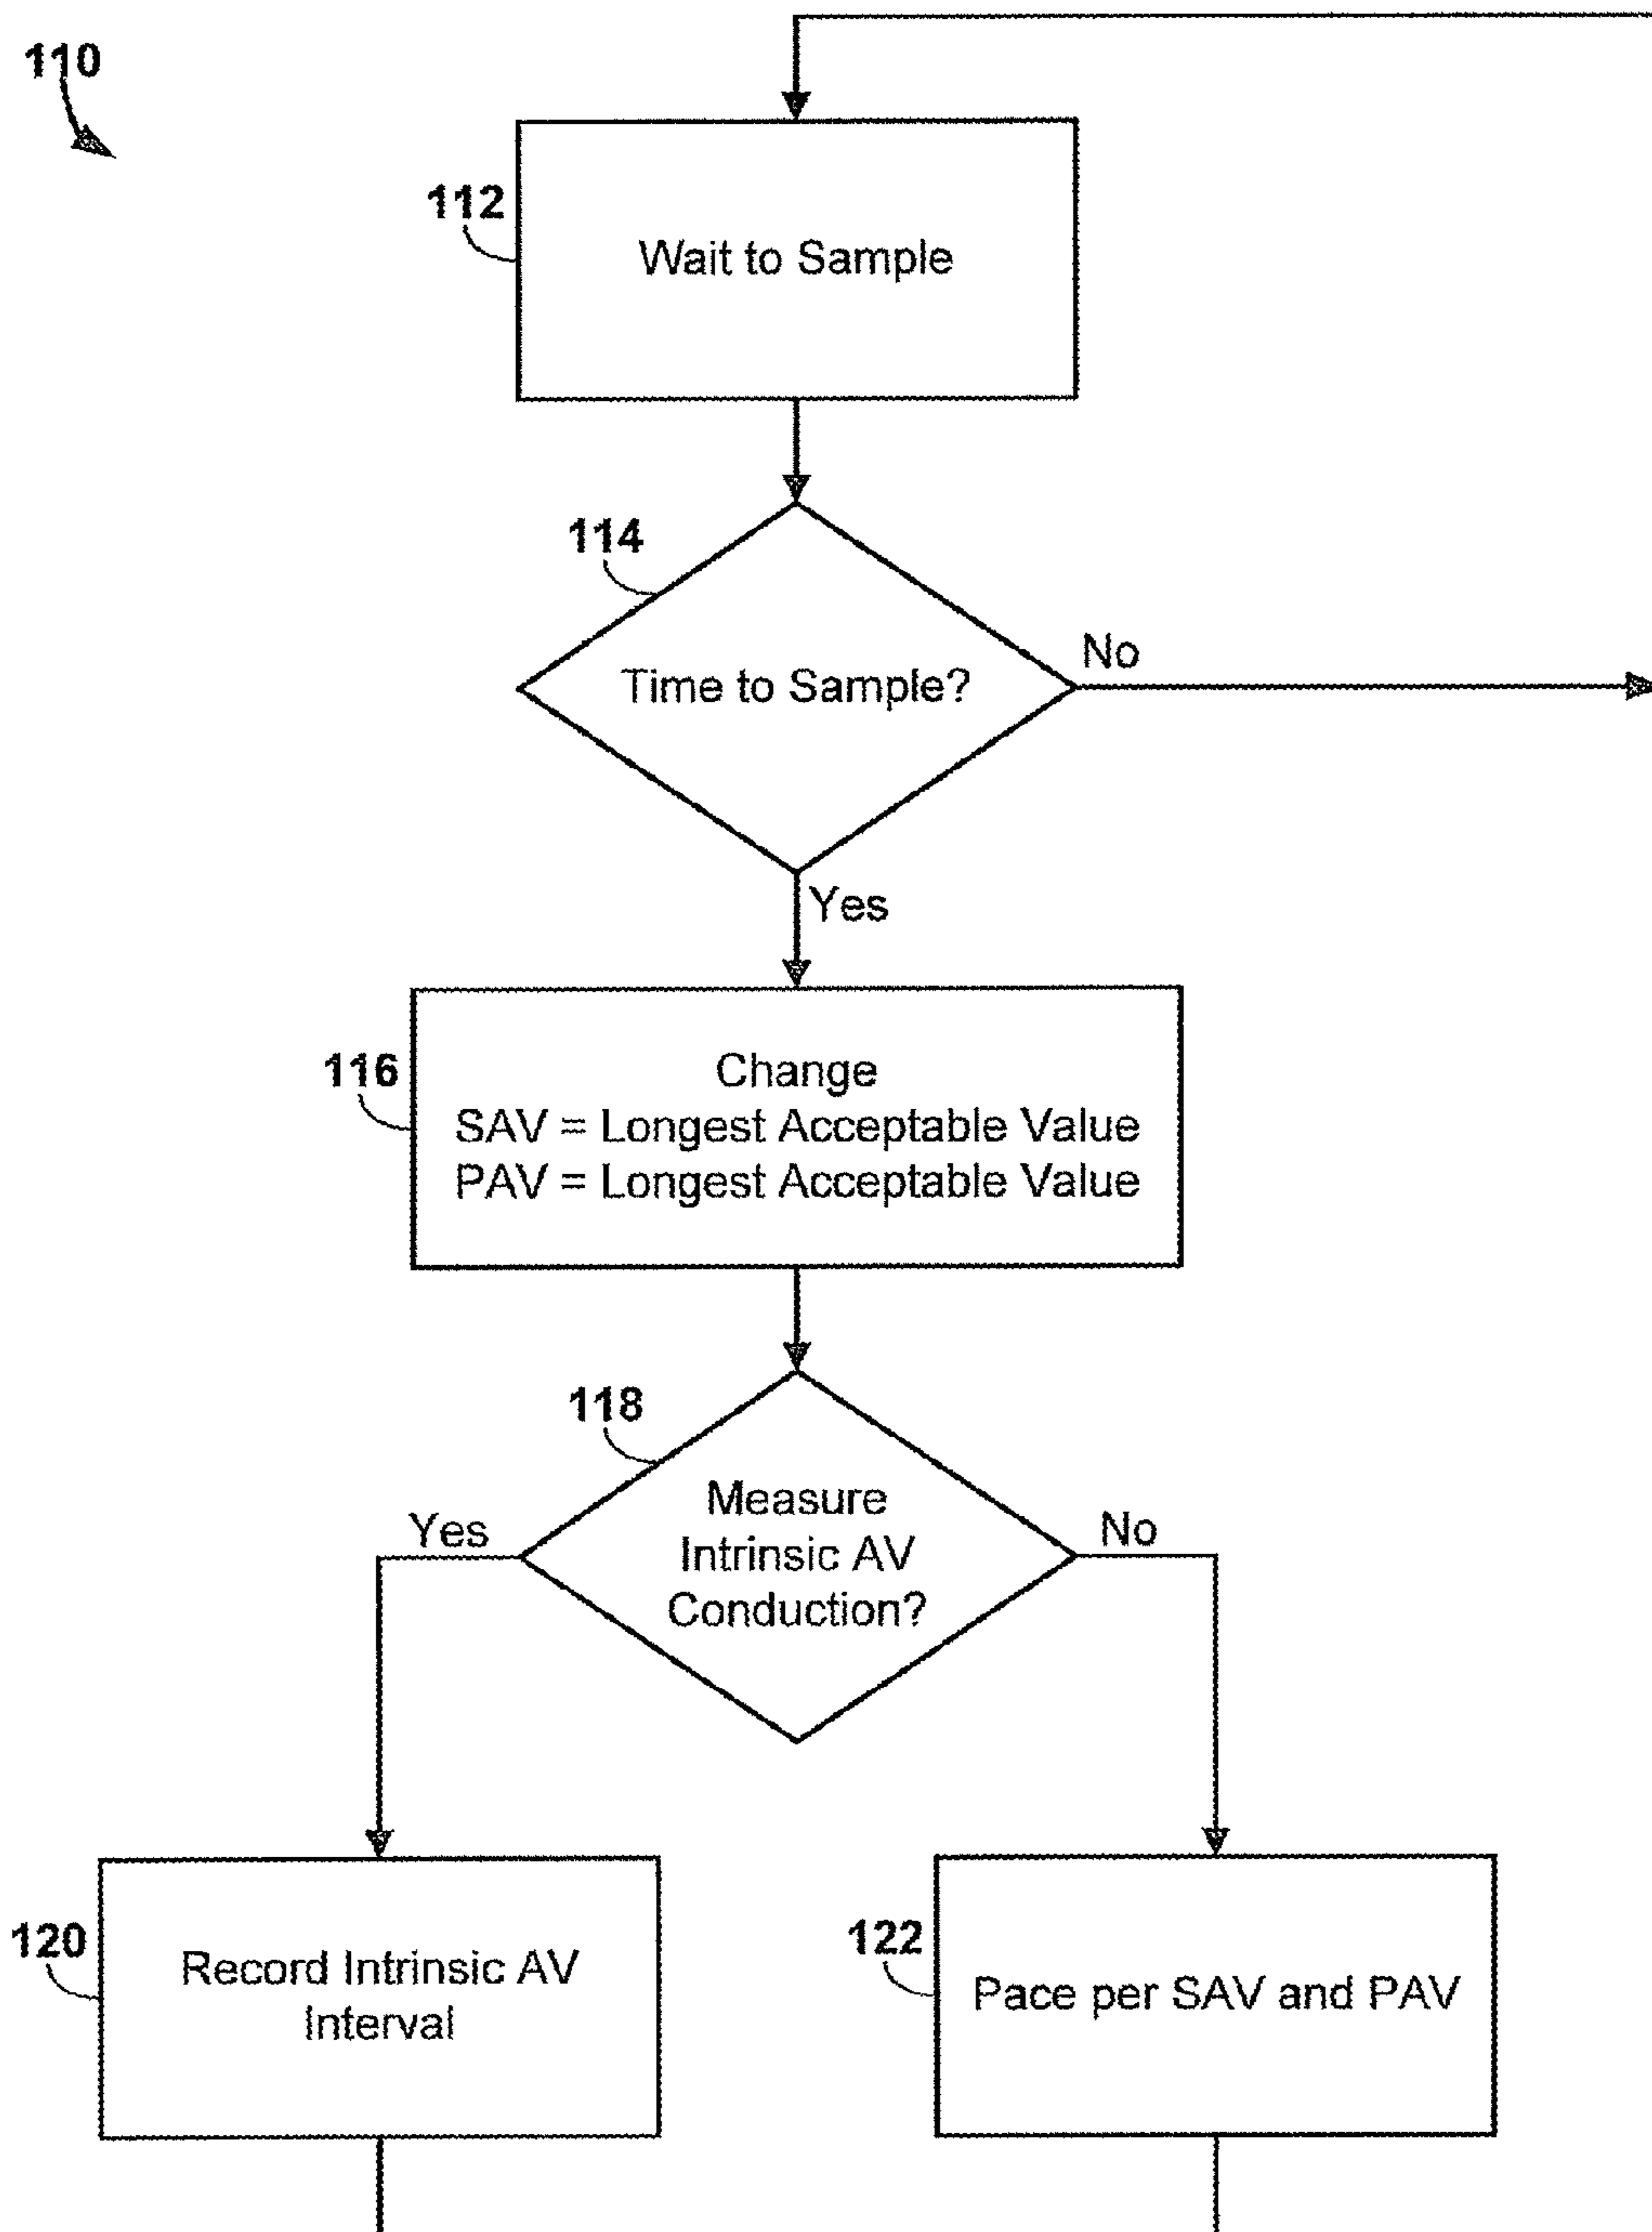 110
112
Wait to Sample
114
Time to Sample?
No
Yes
116
Change
SAV = Longest Acceptable Value
PAV = Longest Acceptable Value
118
Measure
Intrinsic AV
Conduction?
Yes
No
120
Record Intrinsic AV
Interval
122
Pace per SAV and PAV